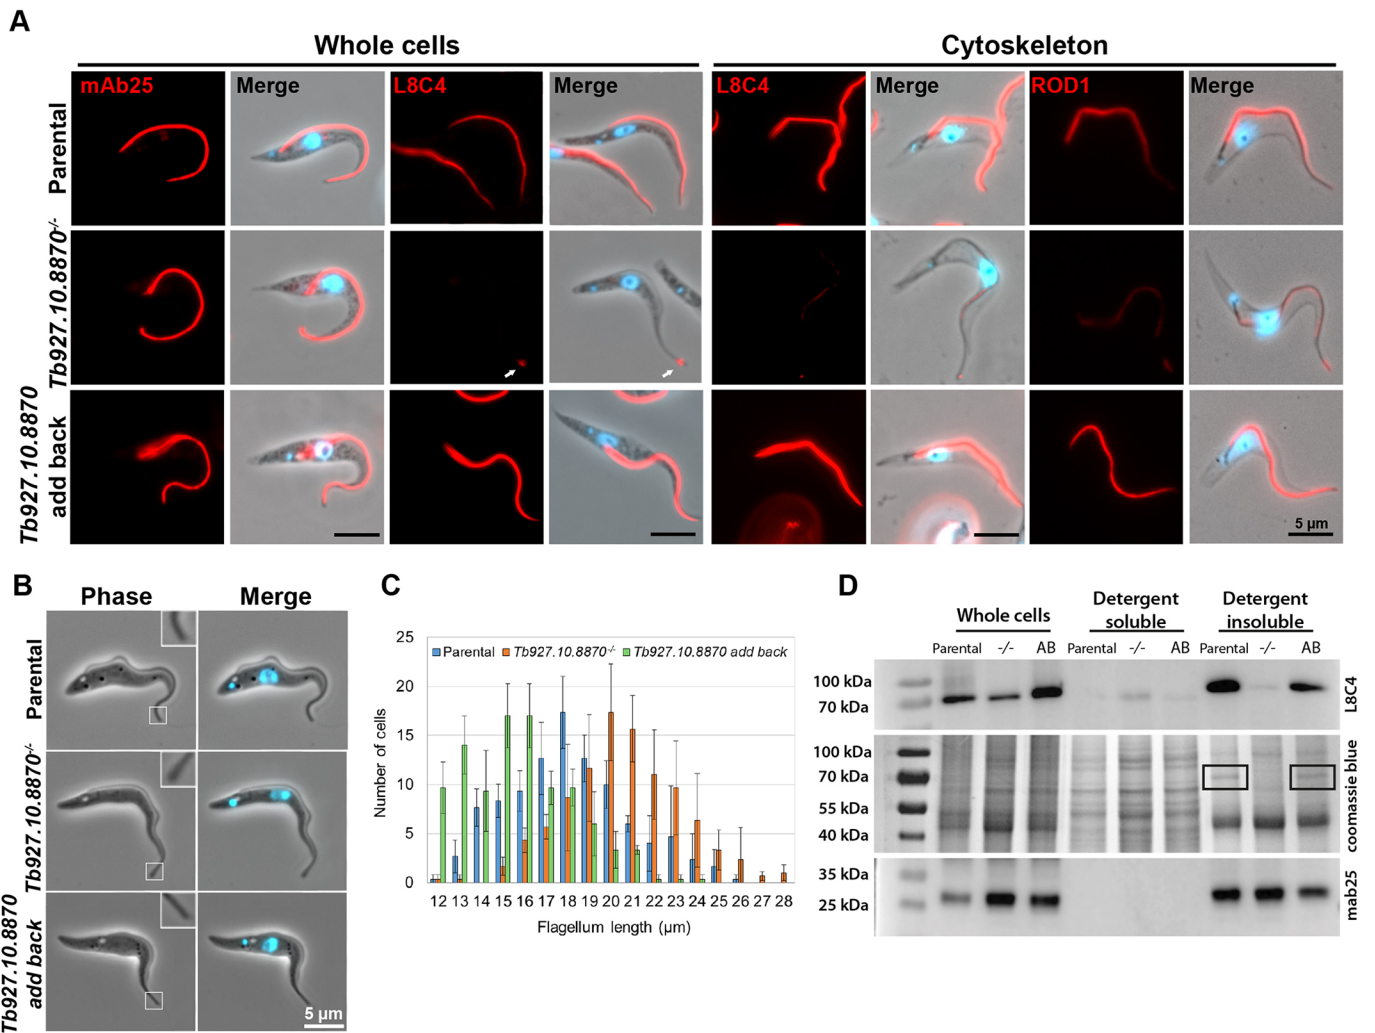 A
Whole cells
Cytoskeleton
mAb25
Merge
L8C4
Merge
L8C4
Merge
ROD1
Merge
Parental
Tb927.10.8870-/-
Tb927.10.8870
add back
5 µm
B
Phase
Merge
Parental
Tb927.10.8870-/-
Tb927.10.8870
add back
5 µm
C
25
20
15
10
5
0
Number of cells
Parental
Tb927.10.8870-/-
Tb927.10.8870 add back
12 13 14 15 16 17 18 19 20 21 22 23 24 25 26 27 28
Flagellum length (µm)
D
Whole cells
Detergent
soluble
Detergent
insoluble
Parental -/- AB Parental -/- AB Parental -/- AB
100 kDa
70 kDa
L8C4
100 kDa
70 kDa
55 kDa
40 kDa
coomassie blue
35 kDa
25 kDa
mab25